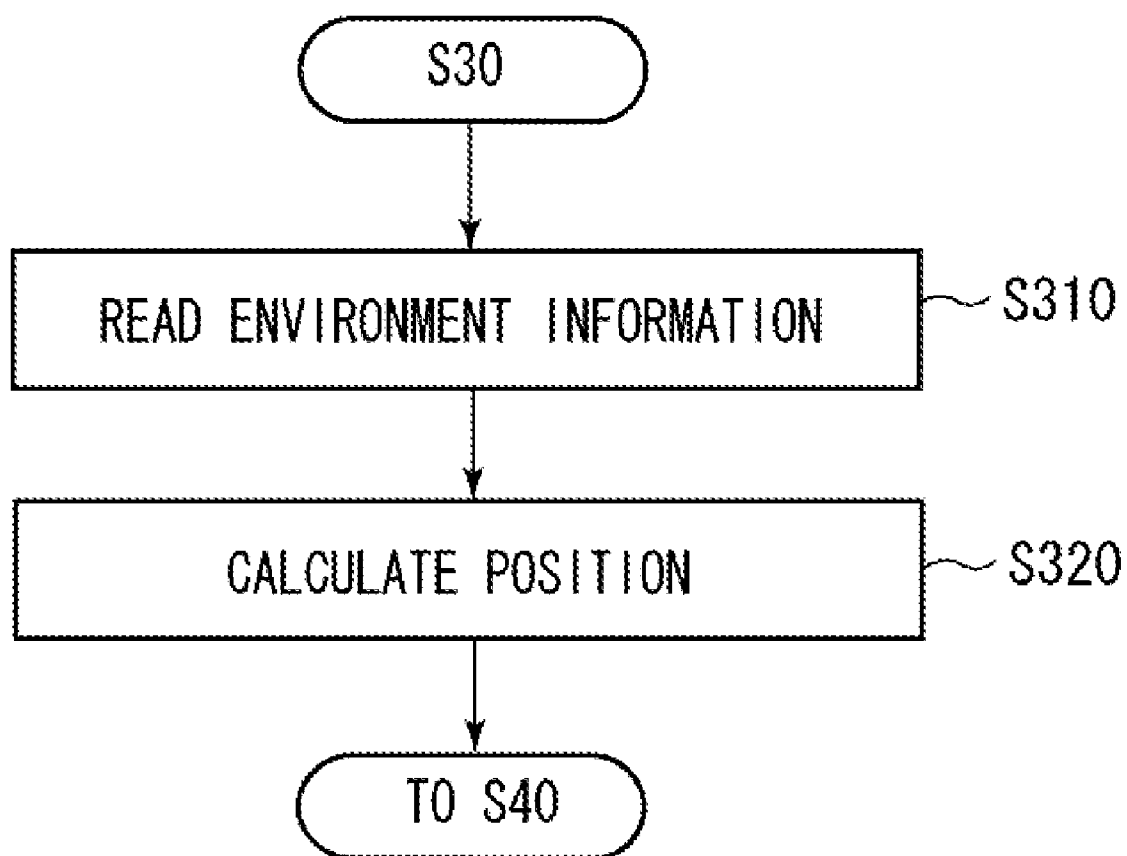 S30
READ ENVIRONMENT INFORMATION
S310
CALCULATE POSITION
S320
TO S40